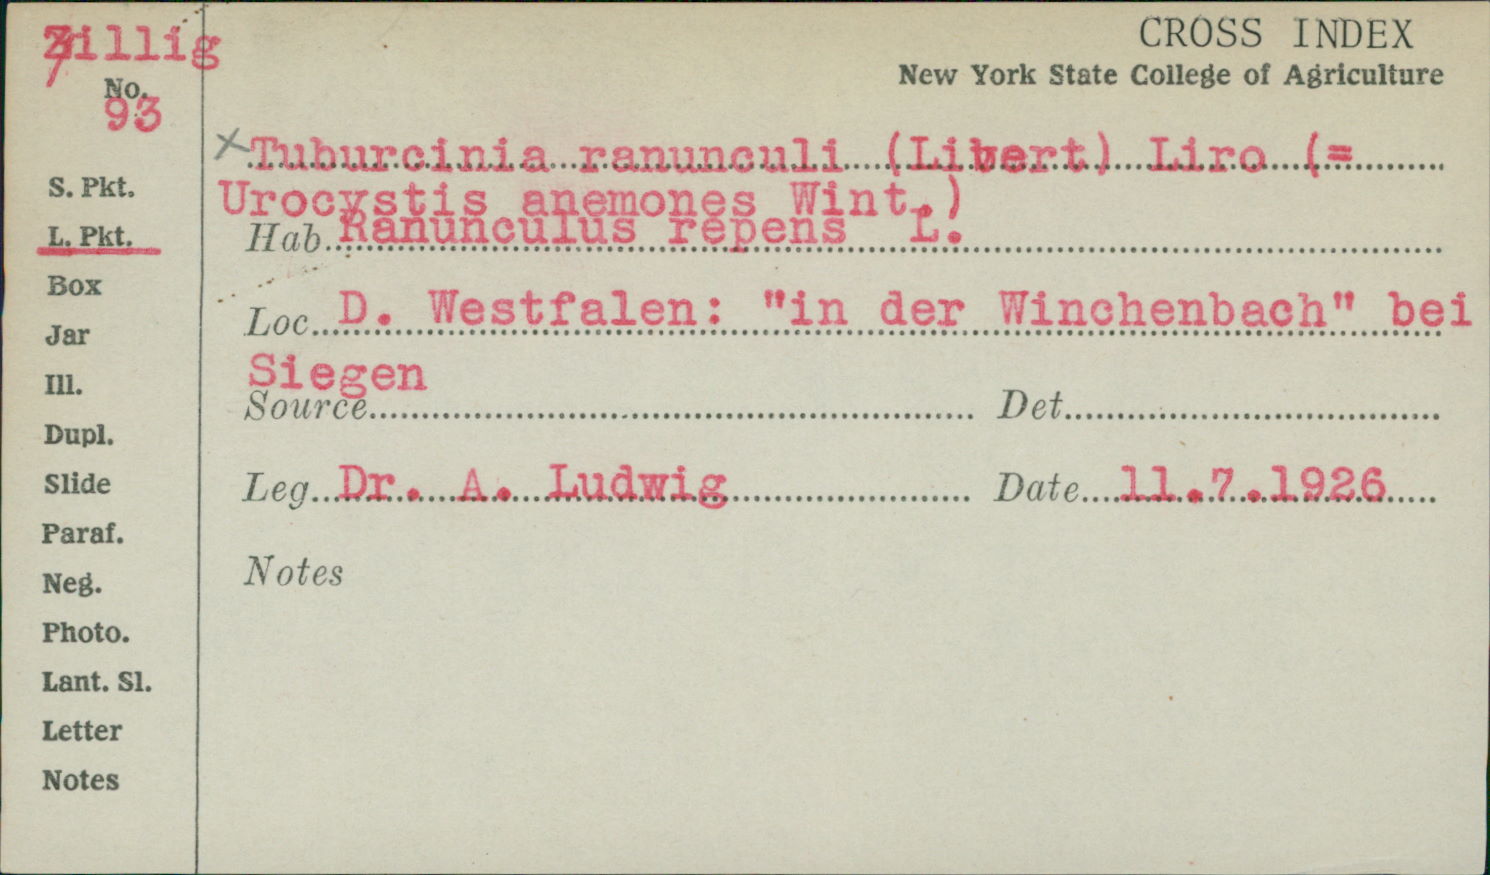 Zillig
CROSS INDEX
New York State College of Agriculture
No.
93
×Tuburcinia ranunculi (Libert) Liro (=
Urocystis anemones Wint.)
S. Pkt.
L. Pkt.
Hab. Ranunculus repens L.
Box
Loc. D. Westfalen: "in der Winchenbach" bei
Jar
Siegen
Ill.
Source Det.
Dupl.
Slide
Leg. Dr. A. Ludwig Date 11.7.1926
Paraf.
Notes
Neg.
Photo.
Lant. Sl.
Letter
Notes